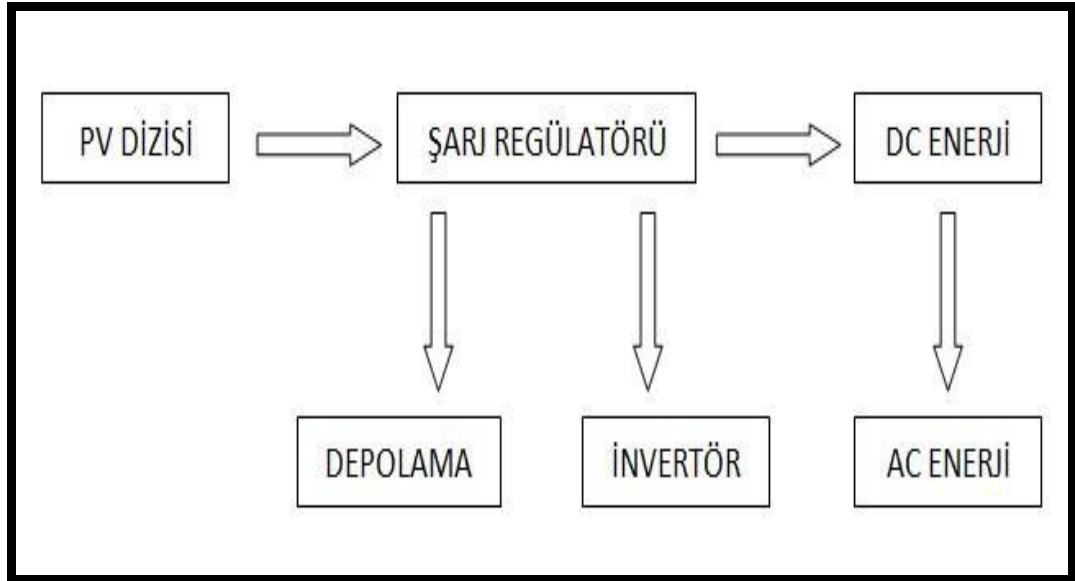 PV DİZİSİ
ŞARJ REGÜLATÖRÜ
DC ENERJİ
DEPOLAMA
İNVERTÖR
AC ENERJİ